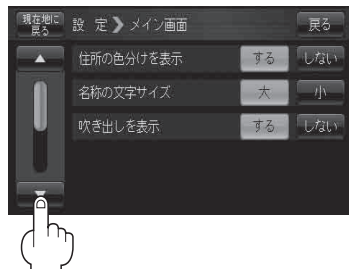 現在地に
戻る
設 定 メイン画面
戻る
住所の色分けを表示 する しない
名称の文字サイズ 大 小
吹き出しを表示 する しない